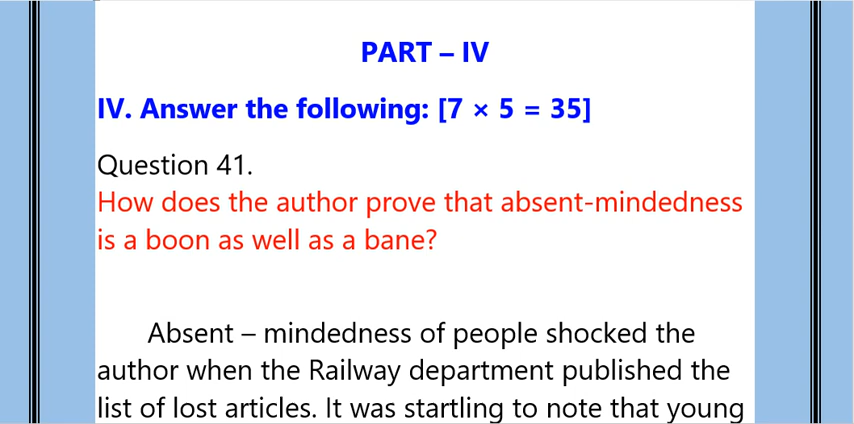 PART – IV
IV. Answer the following: [7 × 5 = 35]
Question 41.
How does the author prove that absent-mindedness
is a boon as well as a bane?
Absent – mindedness of people shocked the
author when the Railway department published the
list of lost articles. It was startling to note that young